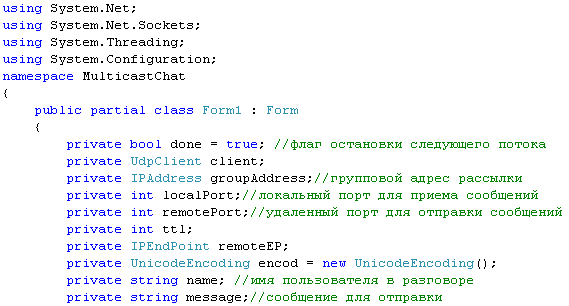 using System.Net;
using System.Net.Sockets;
using System.Threading;
using System.Configuration;
namespace MulticastChat
{
public partial class Form1 : Form
{
private bool done = true; //флаг остановки следующего потока
private UdpClient client;
private IPAddress groupAddress;//групповой адрес рассылки
private int localPort;//локальный порт для приема сообщений
private int remotePort;//удаленный порт для отправки сообщений
private int ttl;
private IPEndPoint remoteEP;
private UnicodeEncoding encod = new UnicodeEncoding();
private string name; //имя пользователя в разговоре
private string message;//сообщение для отправки